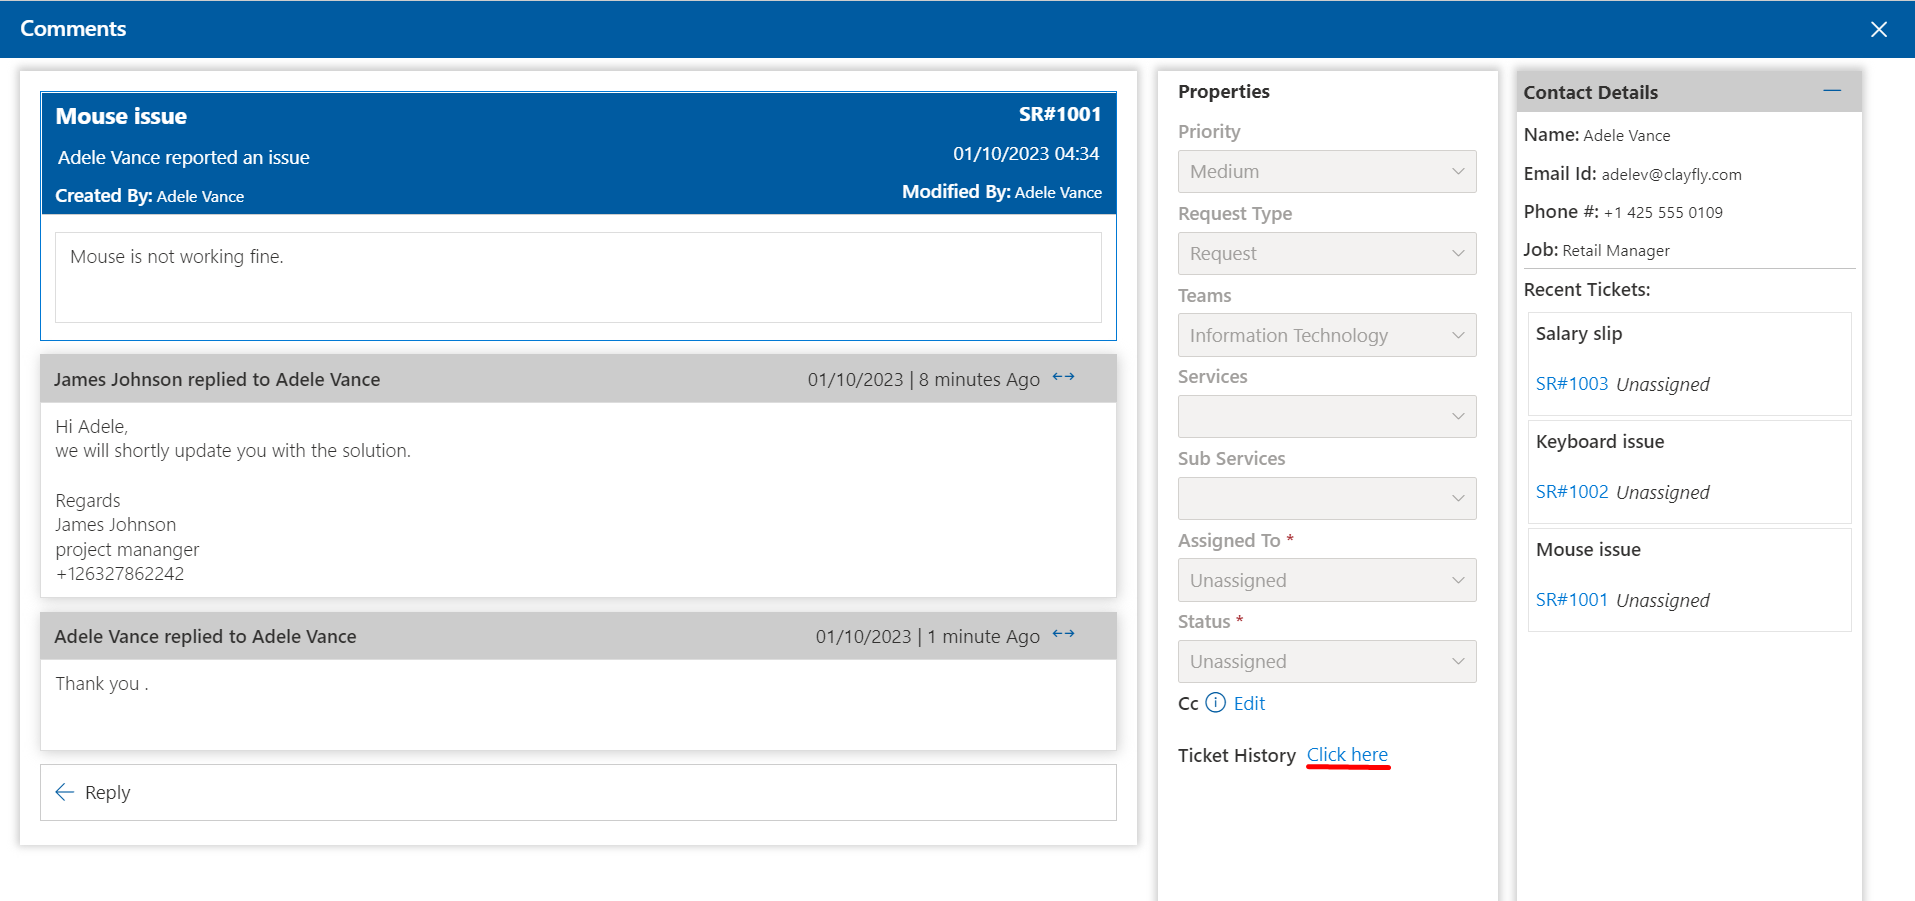 Comments
Mouse issue
SR#1001
Adele Vance reported an issue
01/10/2023 04:34
Created By: Adele Vance
Modified By: Adele Vance
Mouse is not working fine.
James Johnson replied to Adele Vance
01/10/2023 | 8 minutes Ago
Hi Adele,
we will shortly update you with the solution.
Regards
James Johnson
project mananger
+126327862242
Adele Vance replied to Adele Vance
01/10/2023 | 1 minute Ago
Thank you .
Reply
Properties
Priority
Medium
Request Type
Request
Teams
Information Technology
Services
Sub Services
Assigned To *
Unassigned
Status *
Unassigned
Cc Edit
Ticket History Click here
Contact Details
Name: Adele Vance
Email Id: adelev@clayfly.com
Phone #: +1 425 555 0109
Job: Retail Manager
Recent Tickets:
Salary slip
SR#1003 Unassigned
Keyboard issue
SR#1002 Unassigned
Mouse issue
SR#1001 Unassigned